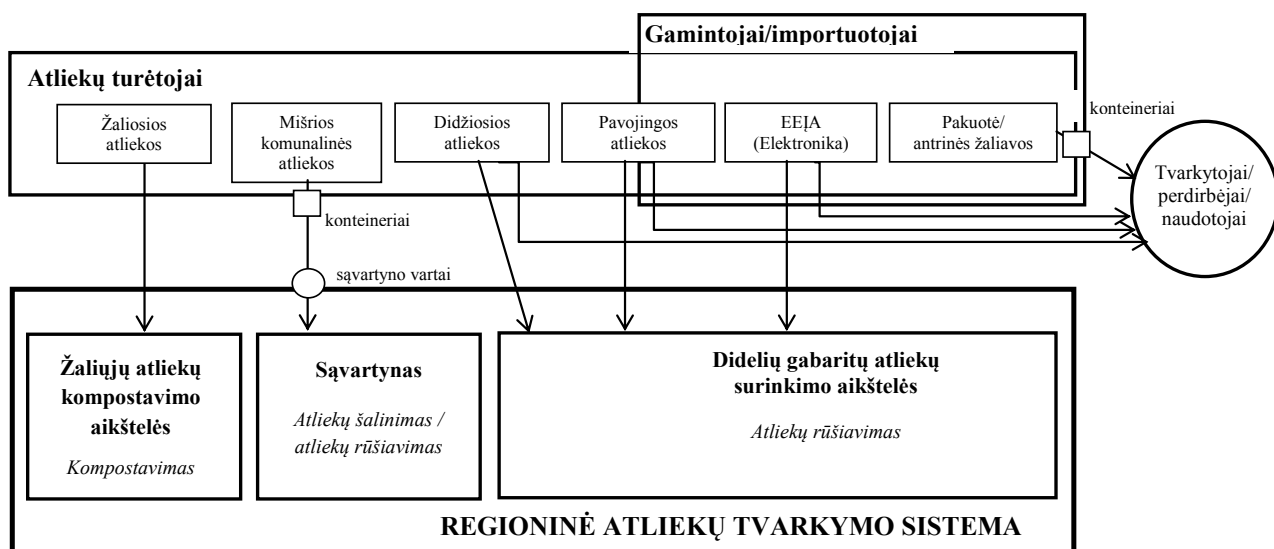 Gamintojai/importuotojai
Atliekų turėtojai
Žaliosios
atliekos
Mišrios
komunalinės
atliekos
Didžiosios
atliekos
Pavojingos
atliekos
EEĮA
(Elektronika)
Pakuotė/
antrinės žaliavos
konteineriai
Tvarkytojai/
perdirbėjai/
naudotojai
konteineriai
sąvartyno vartai
Žaliųjų atliekų
kompostavimo
aikštelės
Kompostavimas
Sąvartynas
Atliekų šalinimas /
atliekų rūšiavimas
Didelių gabaritų atliekų
surinkimo aikštelės
Atliekų rūšiavimas
REGIONINĖ ATLIEKŲ TVARKYMO SISTEMA